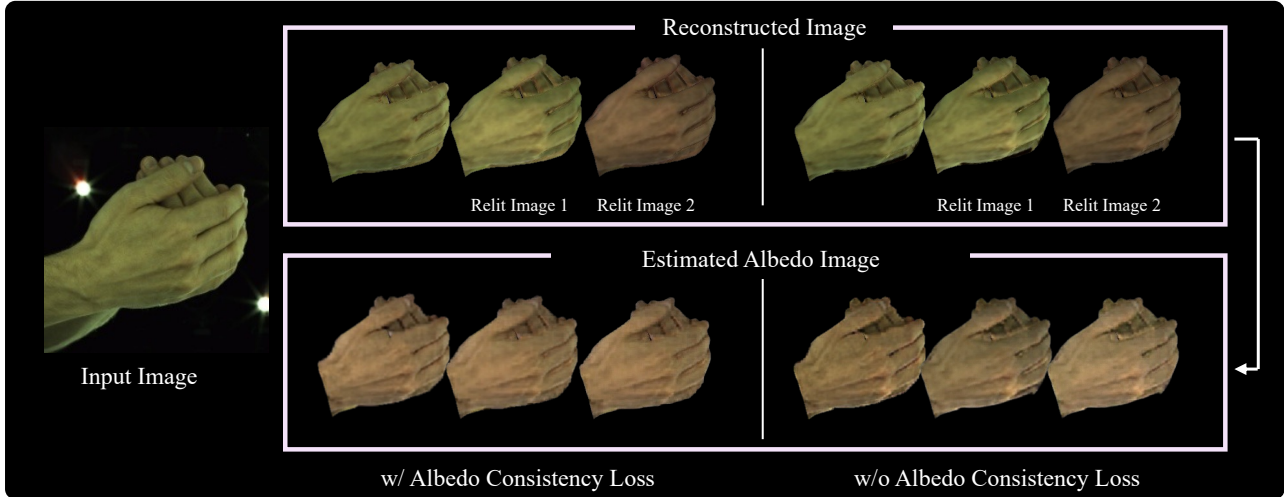 Reconstructed Image
Relit Image 1
Relit Image 2
Relit Image 1
Relit Image 2
Input Image
Estimated Albedo Image
w/ Albedo Consistency Loss
w/o Albedo Consistency Loss